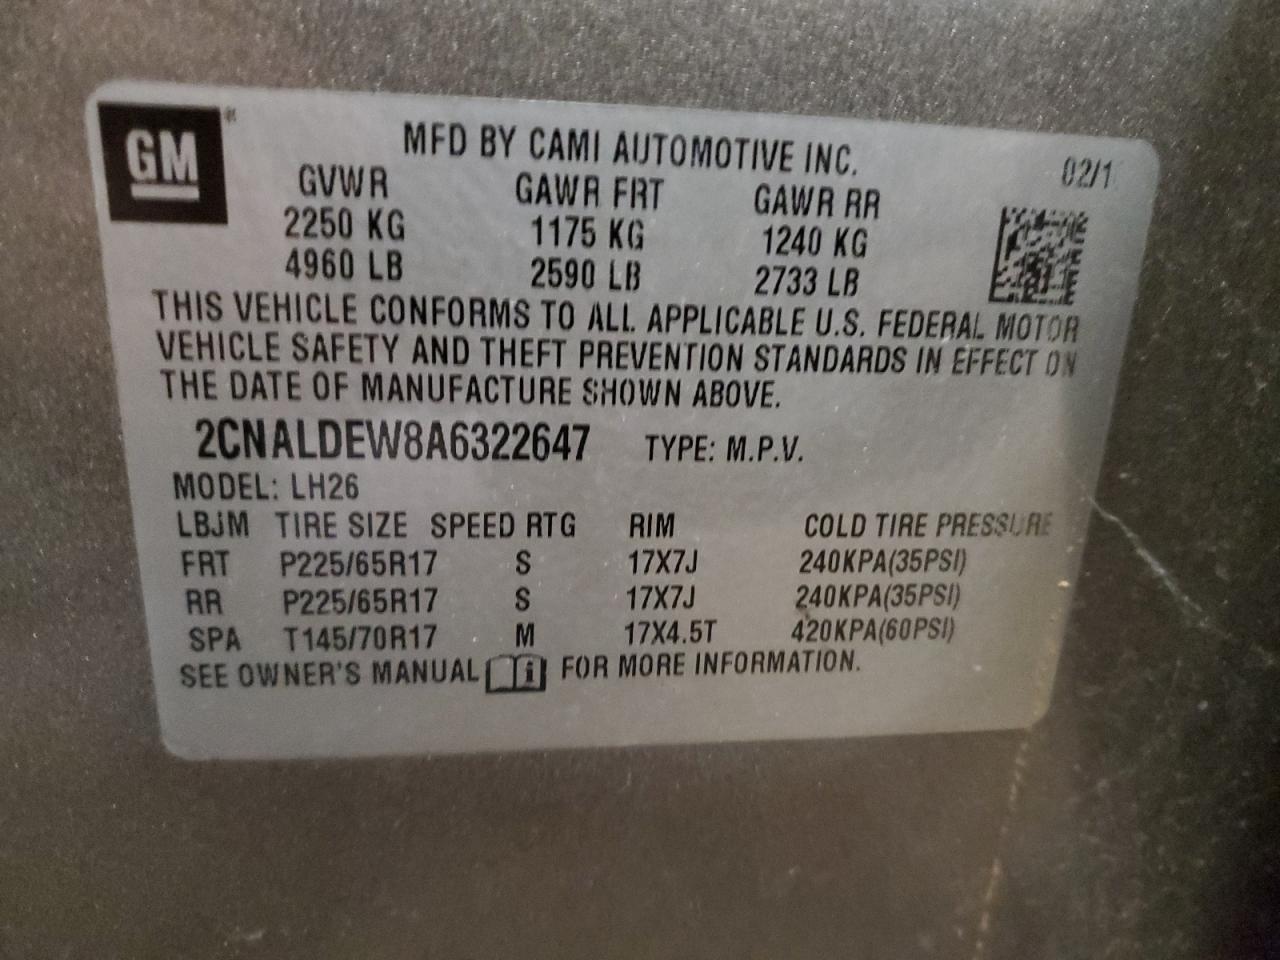 GM
MFD BY CAMI AUTOMOTIVE INC.
02/1
GVWR GAWR FRT GAWR RR
2250 KG 1175 KG 1240 KG
4960 LB 2590 LB 2733 LB
THIS VEHICLE CONFORMS TO ALL APPLICABLE U.S. FEDERAL MOTOR
VEHICLE SAFETY AND THEFT PREVENTION STANDARDS IN EFFECT ON
THE DATE OF MANUFACTURE SHOWN ABOVE.
2CNALDEW8A6322647 TYPE: M.P.V.
MODEL: LH26
LBJM TIRE SIZE SPEED RTG RIM COLD TIRE PRESSURE
FRT P225/65R17 S 17X7J 240KPA(35PSI)
RR P225/65R17 S 17X7J 240KPA(35PSI)
SPA T145/70R17 M 17X4.5T 420KPA(60PSI)
SEE OWNER'S MANUAL FOR MORE INFORMATION.